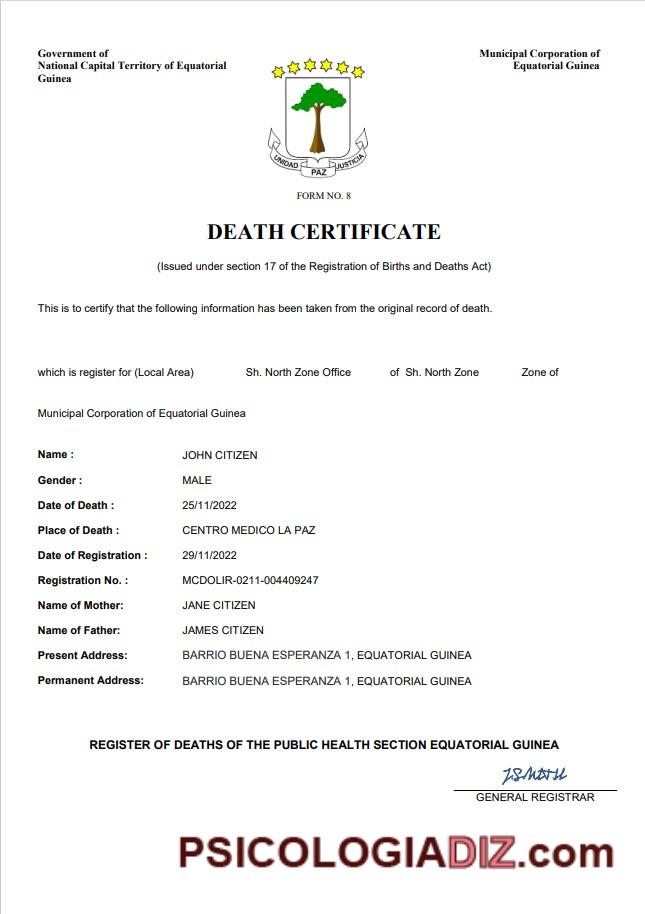 Government of
National Capital Territory of Equatorial
Guinea
Municipal Corporation of
Equatorial Guinea
UNIDAD PAZ JUSTICIA
FORM NO. 8
DEATH CERTIFICATE
(Issued under section 17 of the Registration of Births and Deaths Act)
This is to certify that the following information has been taken from the original record of death.
which is register for (Local Area) Sh. North Zone Office of Sh. North Zone Zone of
Municipal Corporation of Equatorial Guinea
Name : JOHN CITIZEN
Gender : MALE
Date of Death : 25/11/2022
Place of Death : CENTRO MEDICO LA PAZ
Date of Registration : 29/11/2022
Registration No. : MCDOLIR-0211-004409247
Name of Mother: JANE CITIZEN
Name of Father: JAMES CITIZEN
Present Address: BARRIO BUENA ESPERANZA 1, EQUATORIAL GUINEA
Permanent Address: BARRIO BUENA ESPERANZA 1, EQUATORIAL GUINEA
REGISTER OF DEATHS OF THE PUBLIC HEALTH SECTION EQUATORIAL GUINEA
GENERAL REGISTRAR
PSICOLOGIADIZ.com